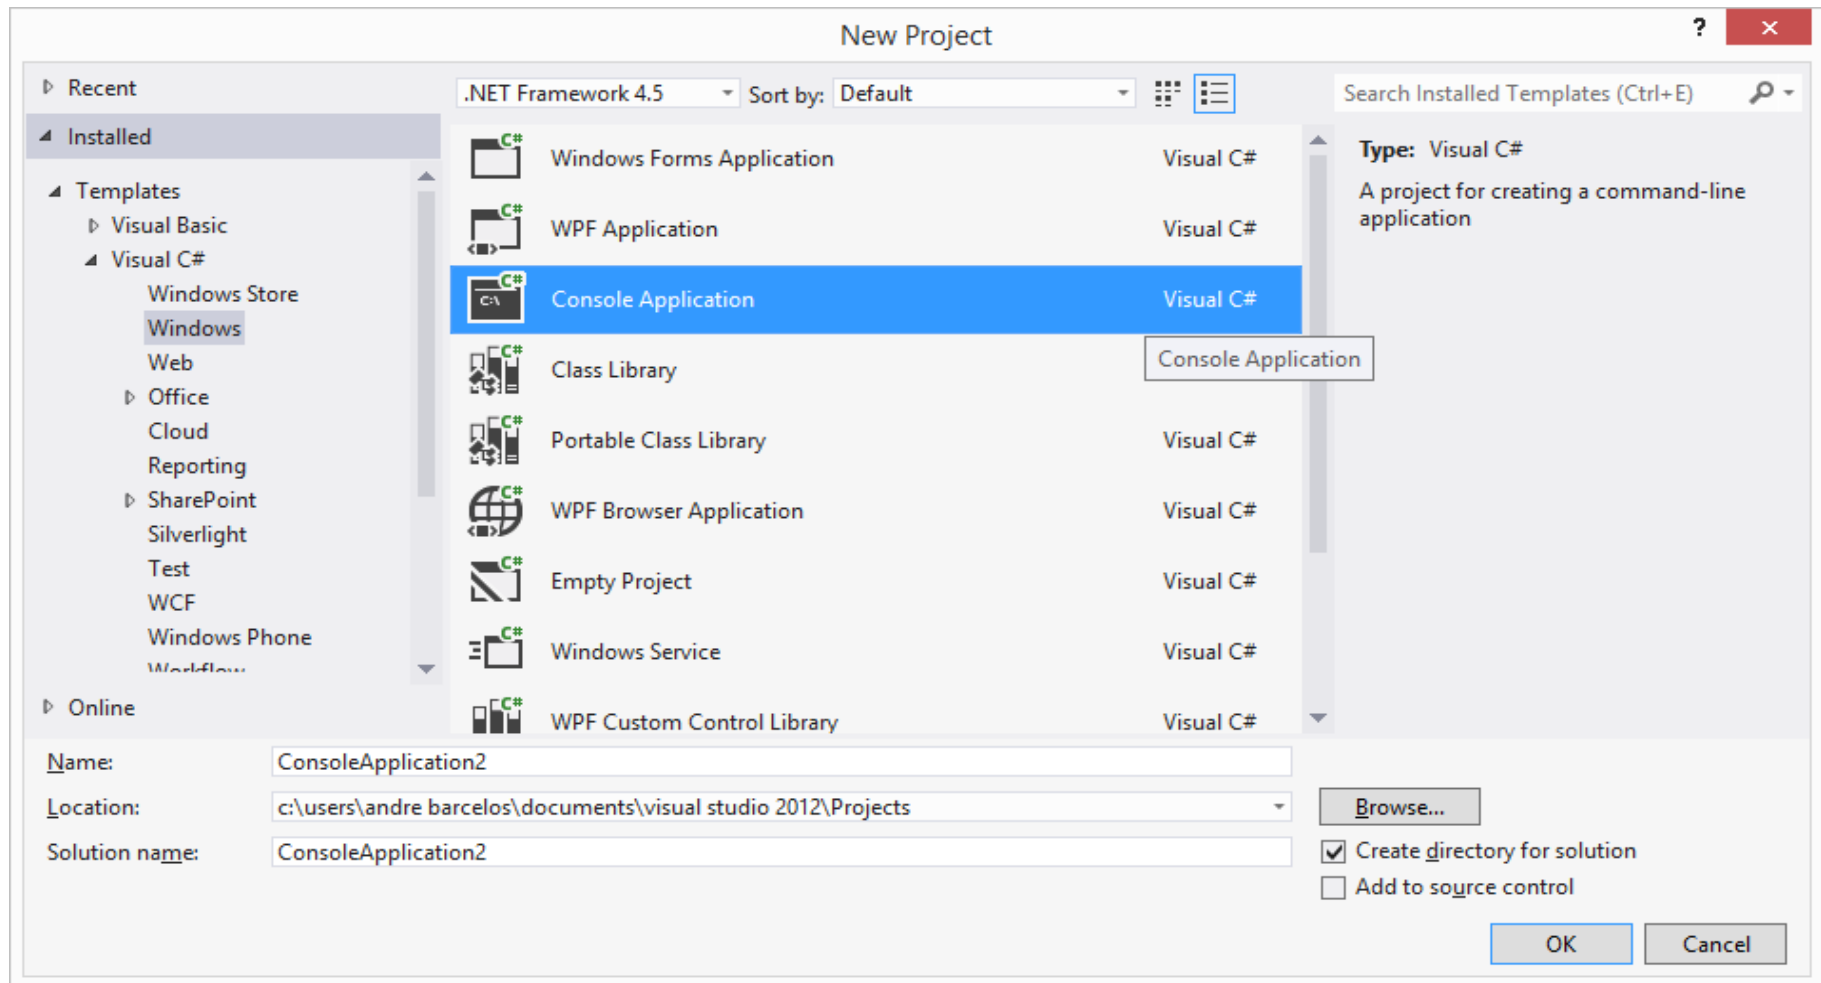 New Project
?
Recent
.NET Framework 4.5
Sort by: Default
Search Installed Templates (Ctrl+E)
Installed
Templates
Visual Basic
Visual C#
Windows Store
Windows
Web
Office
Cloud
Reporting
SharePoint
Silverlight
Test
WCF
Windows Phone
Workflow
Online
C# Windows Forms Application Visual C#
C# WPF Application Visual C#
C:\ C# Console Application Visual C#
C# Class Library
Console Application
C# Portable Class Library Visual C#
C# WPF Browser Application Visual C#
C# Empty Project Visual C#
C# Windows Service Visual C#
C# WPF Custom Control Library Visual C#
Type: Visual C#
A project for creating a command-line
application
Name: ConsoleApplication2
Location: c:\users\andre barcelos\documents\visual studio 2012\Projects
Browse...
Solution name: ConsoleApplication2
Create directory for solution
Add to source control
OK
Cancel